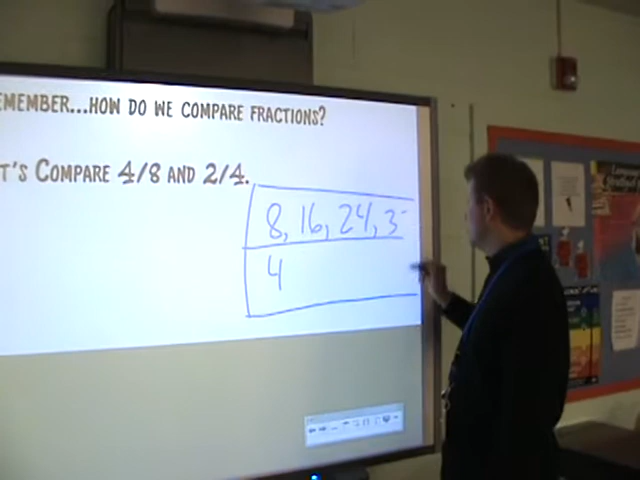 EMEMBER...HOW DO WE COMPARE FRACTIONS?
T'S COMPARE 4/8 AND 2/4.
8, 16, 24, 3
4